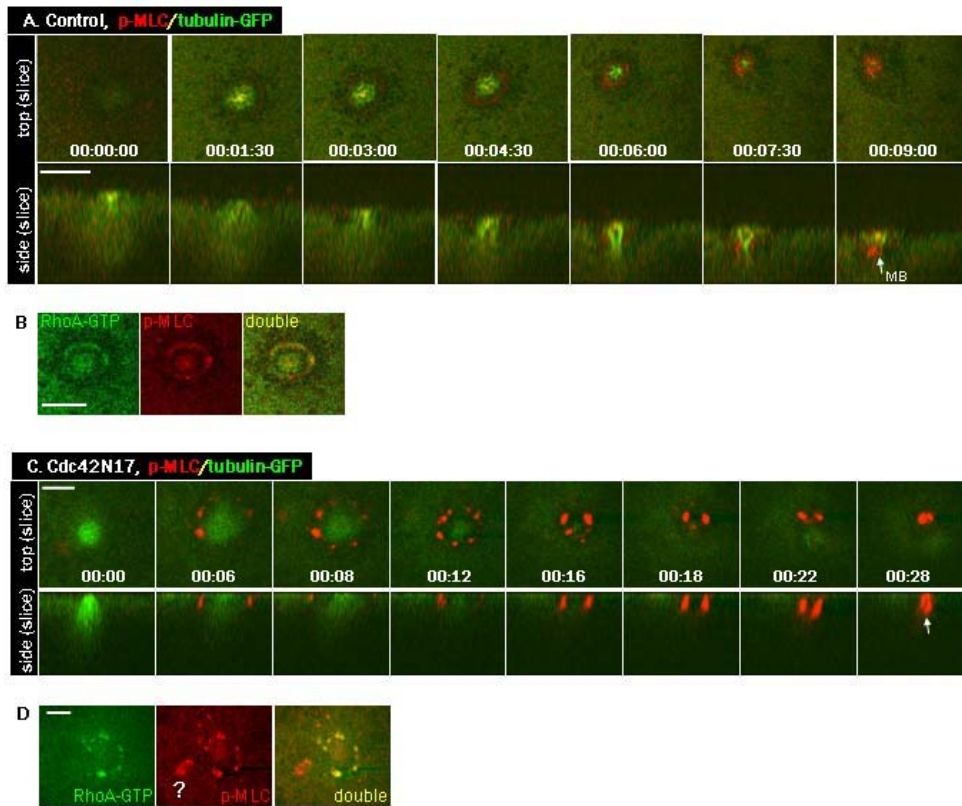 A. Control, p-MLC/tubulin-GFP
top (slice)
00:00:00 00:01:30 00:03:00 00:04:30 00:06:00 00:07:30 00:09:00
side (slice)
MB
B
RhoA-GTP p-MLC double
C. Cdc42N17, p-MLC/tubulin-GFP
top (slice)
00:00 00:06 00:08 00:12 00:16 00:18 00:22 00:28
side (slice)
D
?
RhoA-GTP p-MLC double